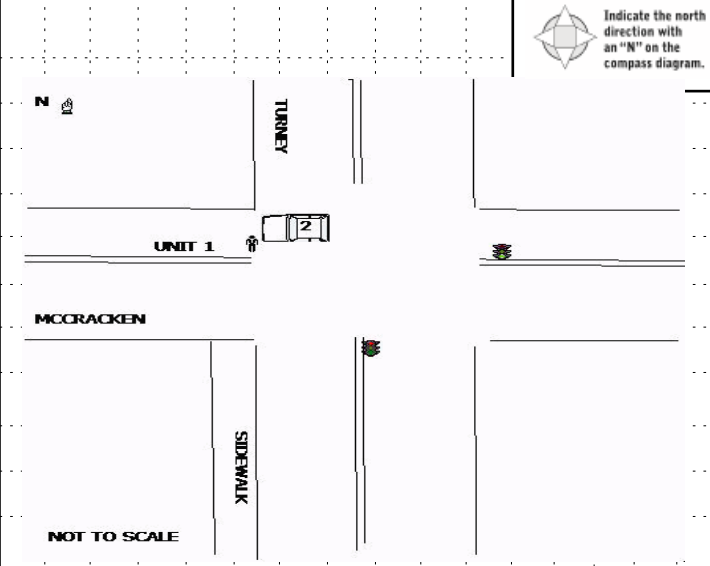 Indicate the north
direction with
an "N" on the
compass diagram.
N
TURNEY
2
UNIT 1
MCCRACKEN
SIDEWALK
NOT TO SCALE